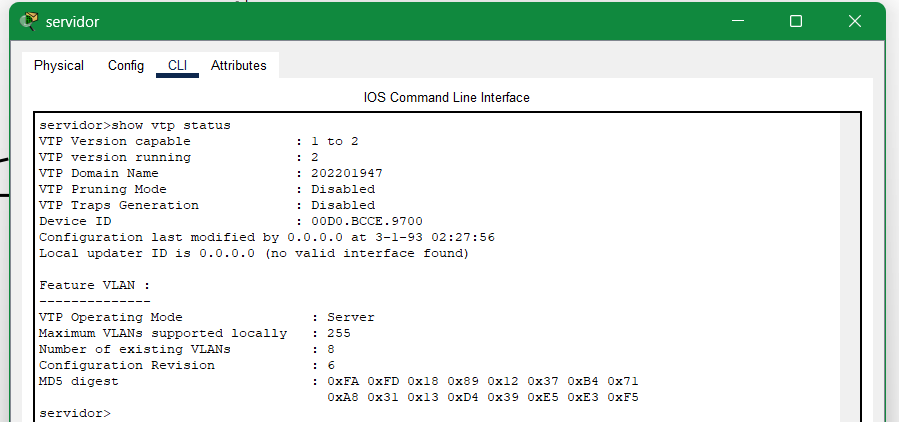 servidor
Physical Config CLI Attributes
IOS Command Line Interface
servidor>show vtp status
VTP Version capable : 1 to 2
VTP version running : 2
VTP Domain Name : 202201947
VTP Pruning Mode : Disabled
VTP Traps Generation : Disabled
Device ID : 00D0.BCCE.9700
Configuration last modified by 0.0.0.0 at 3-1-93 02:27:56
Local updater ID is 0.0.0.0 (no valid interface found)
Feature VLAN :
--------------
VTP Operating Mode : Server
Maximum VLANs supported locally : 255
Number of existing VLANs : 8
Configuration Revision : 6
MD5 digest : 0xFA 0xFD 0x18 0x89 0x12 0x37 0xB4 0x71
0xA8 0x31 0x13 0xD4 0x39 0xE5 0xE3 0xF5
servidor>